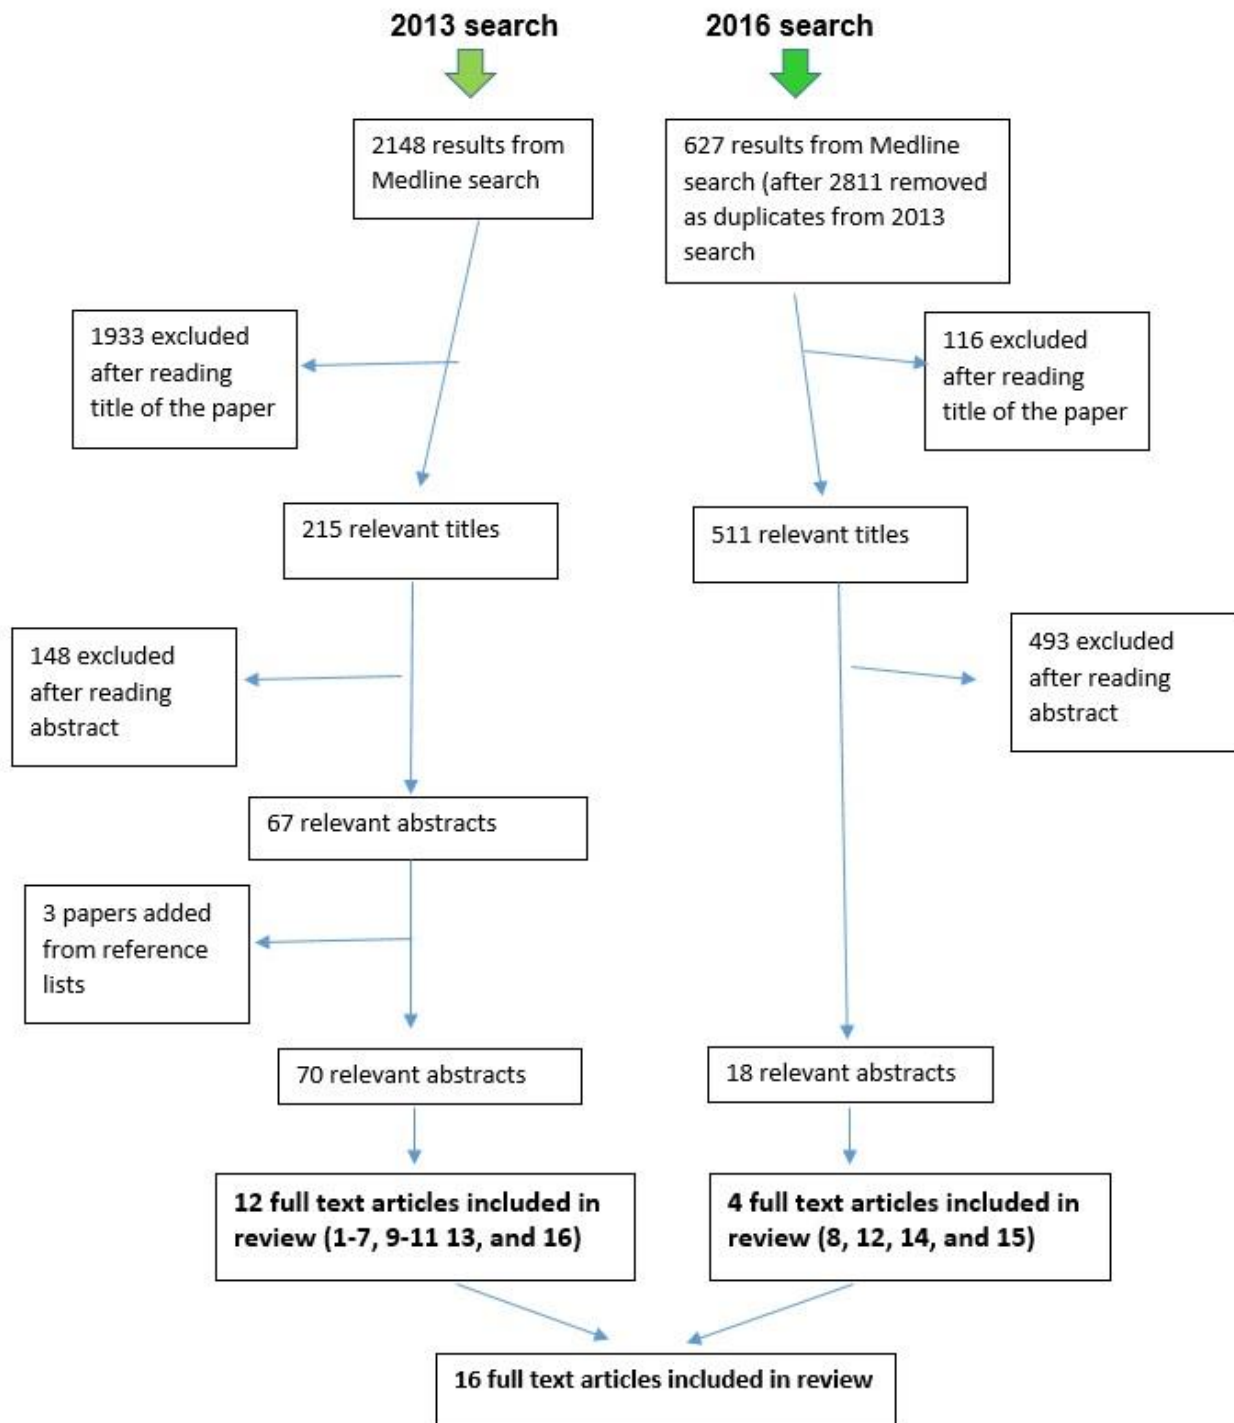 2013 search
2016 search
2148 results from
Medline search
627 results from Medline
search (after 2811 removed
as duplicates from 2013
search
1933 excluded
after reading
title of the paper
116 excluded
after reading
title of the paper
215 relevant titles
511 relevant titles
148 excluded
after reading
abstract
493 excluded
after reading
abstract
67 relevant abstracts
3 papers added
from reference
lists
70 relevant abstracts
18 relevant abstracts
12 full text articles included in
review (1-7, 9-11 13, and 16)
4 full text articles included in
review (8, 12, 14, and 15)
16 full text articles included in review